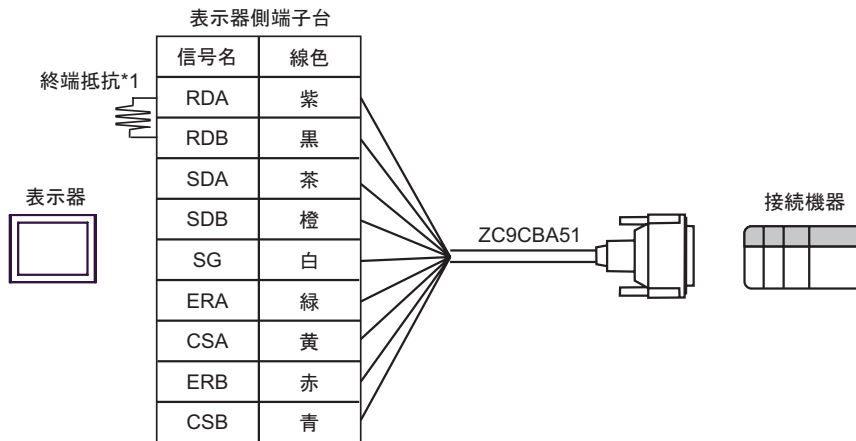 表示器側端子台
信号名 線色
終端抵抗*1
RDA 紫
RDB 黒
SDA 茶
表示器
SDB 橙
接続機器
ZC9CBA51
SG 白
ERA 緑
CSA 黄
ERB 赤
CSB 青